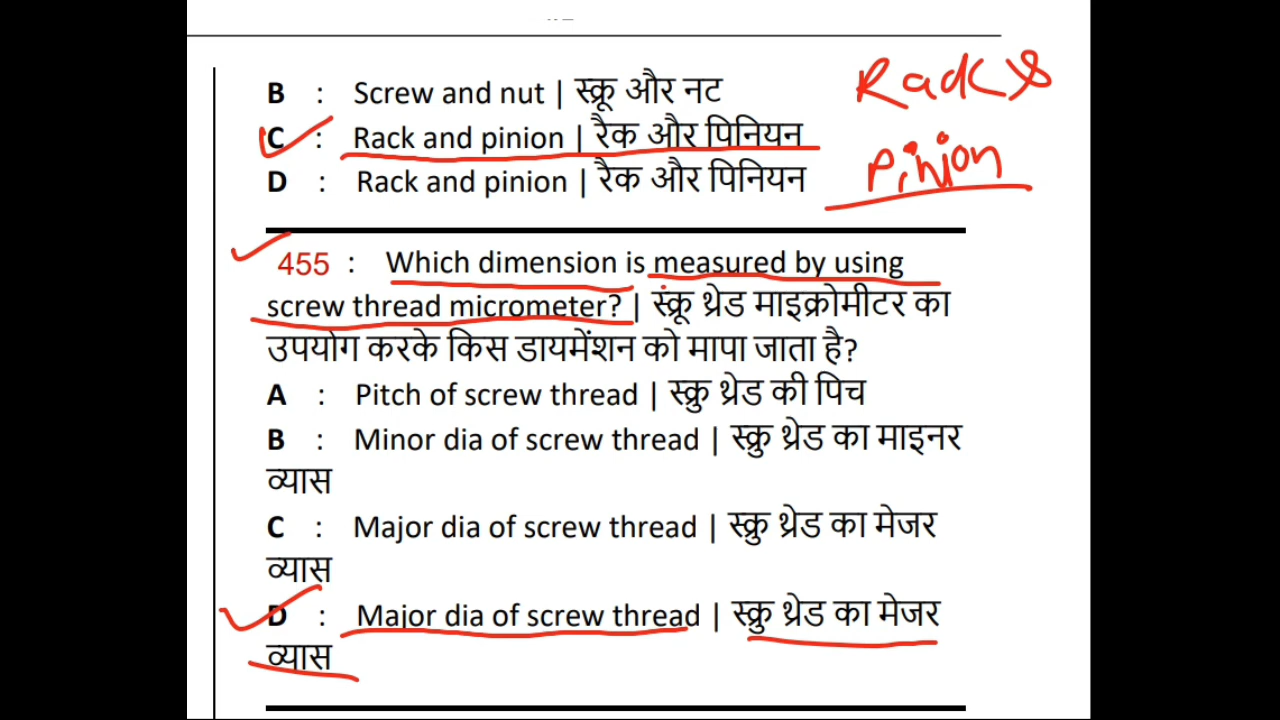 B : Screw and nut | स्क्रू और नट
Rack &
C : Rack and pinion | रैक और पिनियन
Pinion
D : Rack and pinion | रैक और पिनियन
455 : Which dimension is measured by using
screw thread micrometer? | स्क्रू थ्रेड माइक्रोमीटर का
उपयोग करके किस डायमेंशन को मापा जाता है?
A : Pitch of screw thread | स्क्रु थ्रेड की पिच
B : Minor dia of screw thread | स्क्रु थ्रेड का माइनर
व्यास
C : Major dia of screw thread | स्क्रु थ्रेड का मेजर
व्यास
D : Major dia of screw thread | स्क्रु थ्रेड का मेजर
व्यास